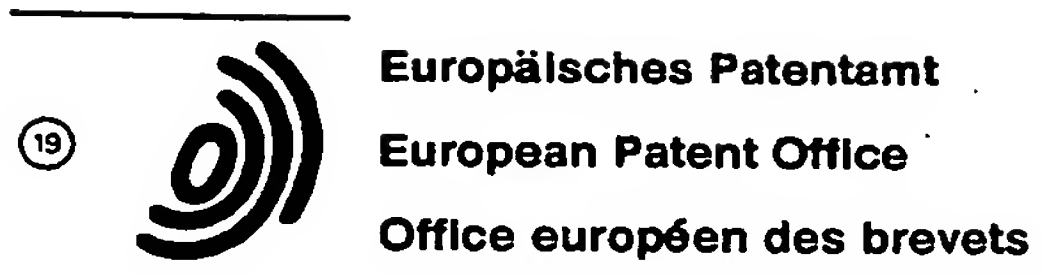 19
Europäisches Patentamt
European Patent Office
Office européen des brevets